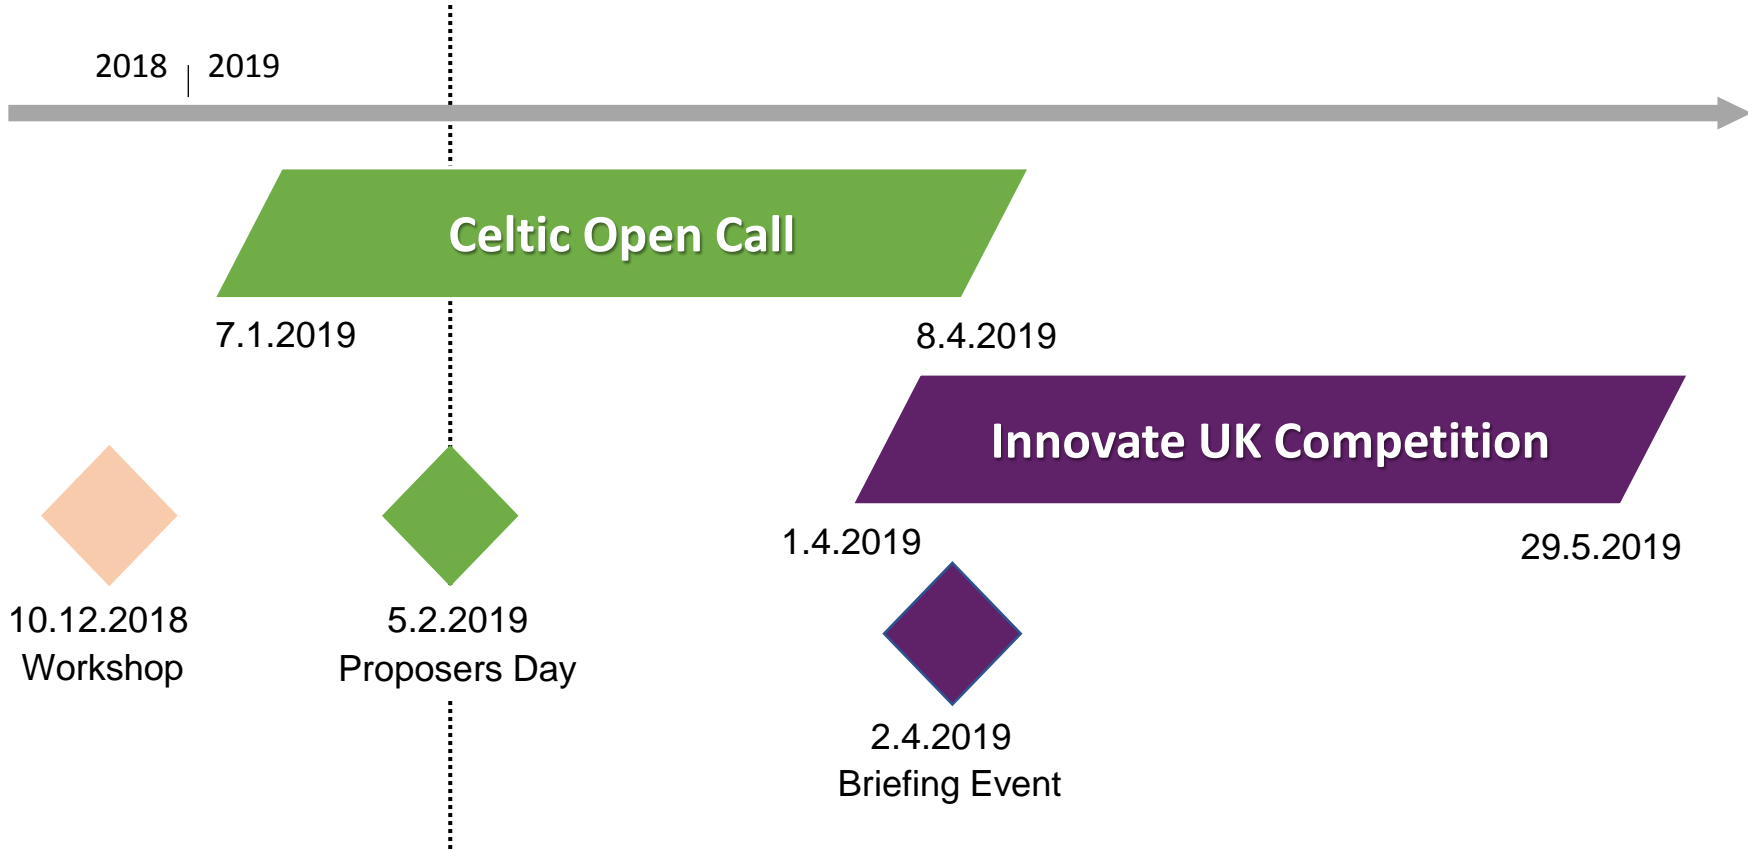 2018 2019
Celtic Open Call
7.1.2019
8.4.2019
Innovate UK Competition
1.4.2019
29.5.2019
10.12.2018
Workshop
5.2.2019
Proposers Day
2.4.2019
Briefing Event